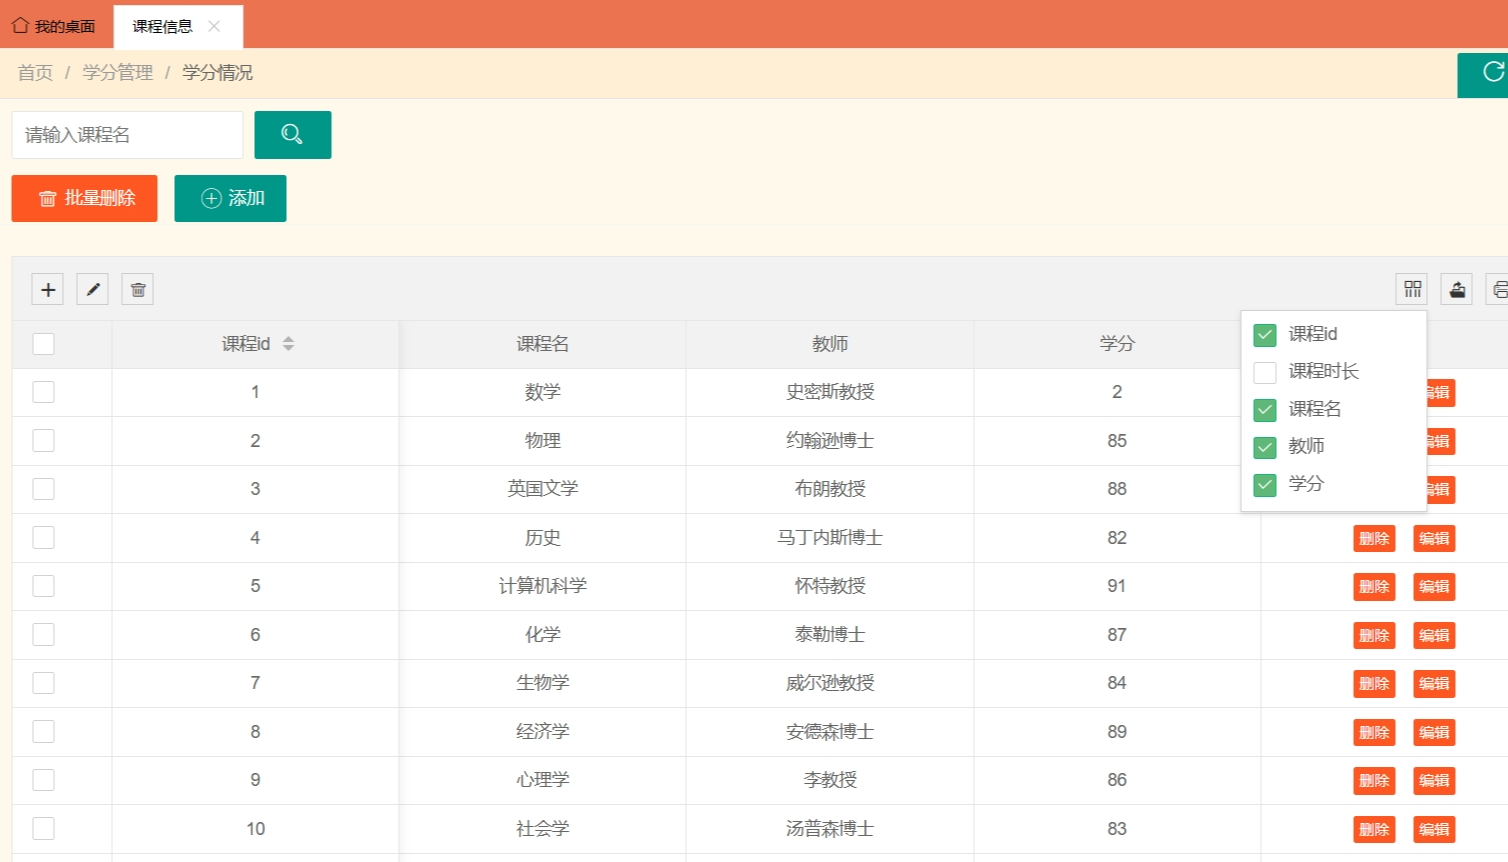 我的桌面 课程信息
首页 / 学分管理 / 学分情况
请输入课程名
批量删除 添加
课程id 课程名 教师 学分
课程id
课程时长
课程名
教师
学分
1 数学 史密斯教授 2 编辑
2 物理 约翰逊博士 85 编辑
3 英国文学 布朗教授 88 编辑
4 历史 马丁内斯博士 82 删除 编辑
5 计算机科学 怀特教授 91 删除 编辑
6 化学 泰勒博士 87 删除 编辑
7 生物学 威尔逊教授 84 删除 编辑
8 经济学 安德森博士 89 删除 编辑
9 心理学 李教授 86 删除 编辑
10 社会学 汤普森博士 83 删除 编辑